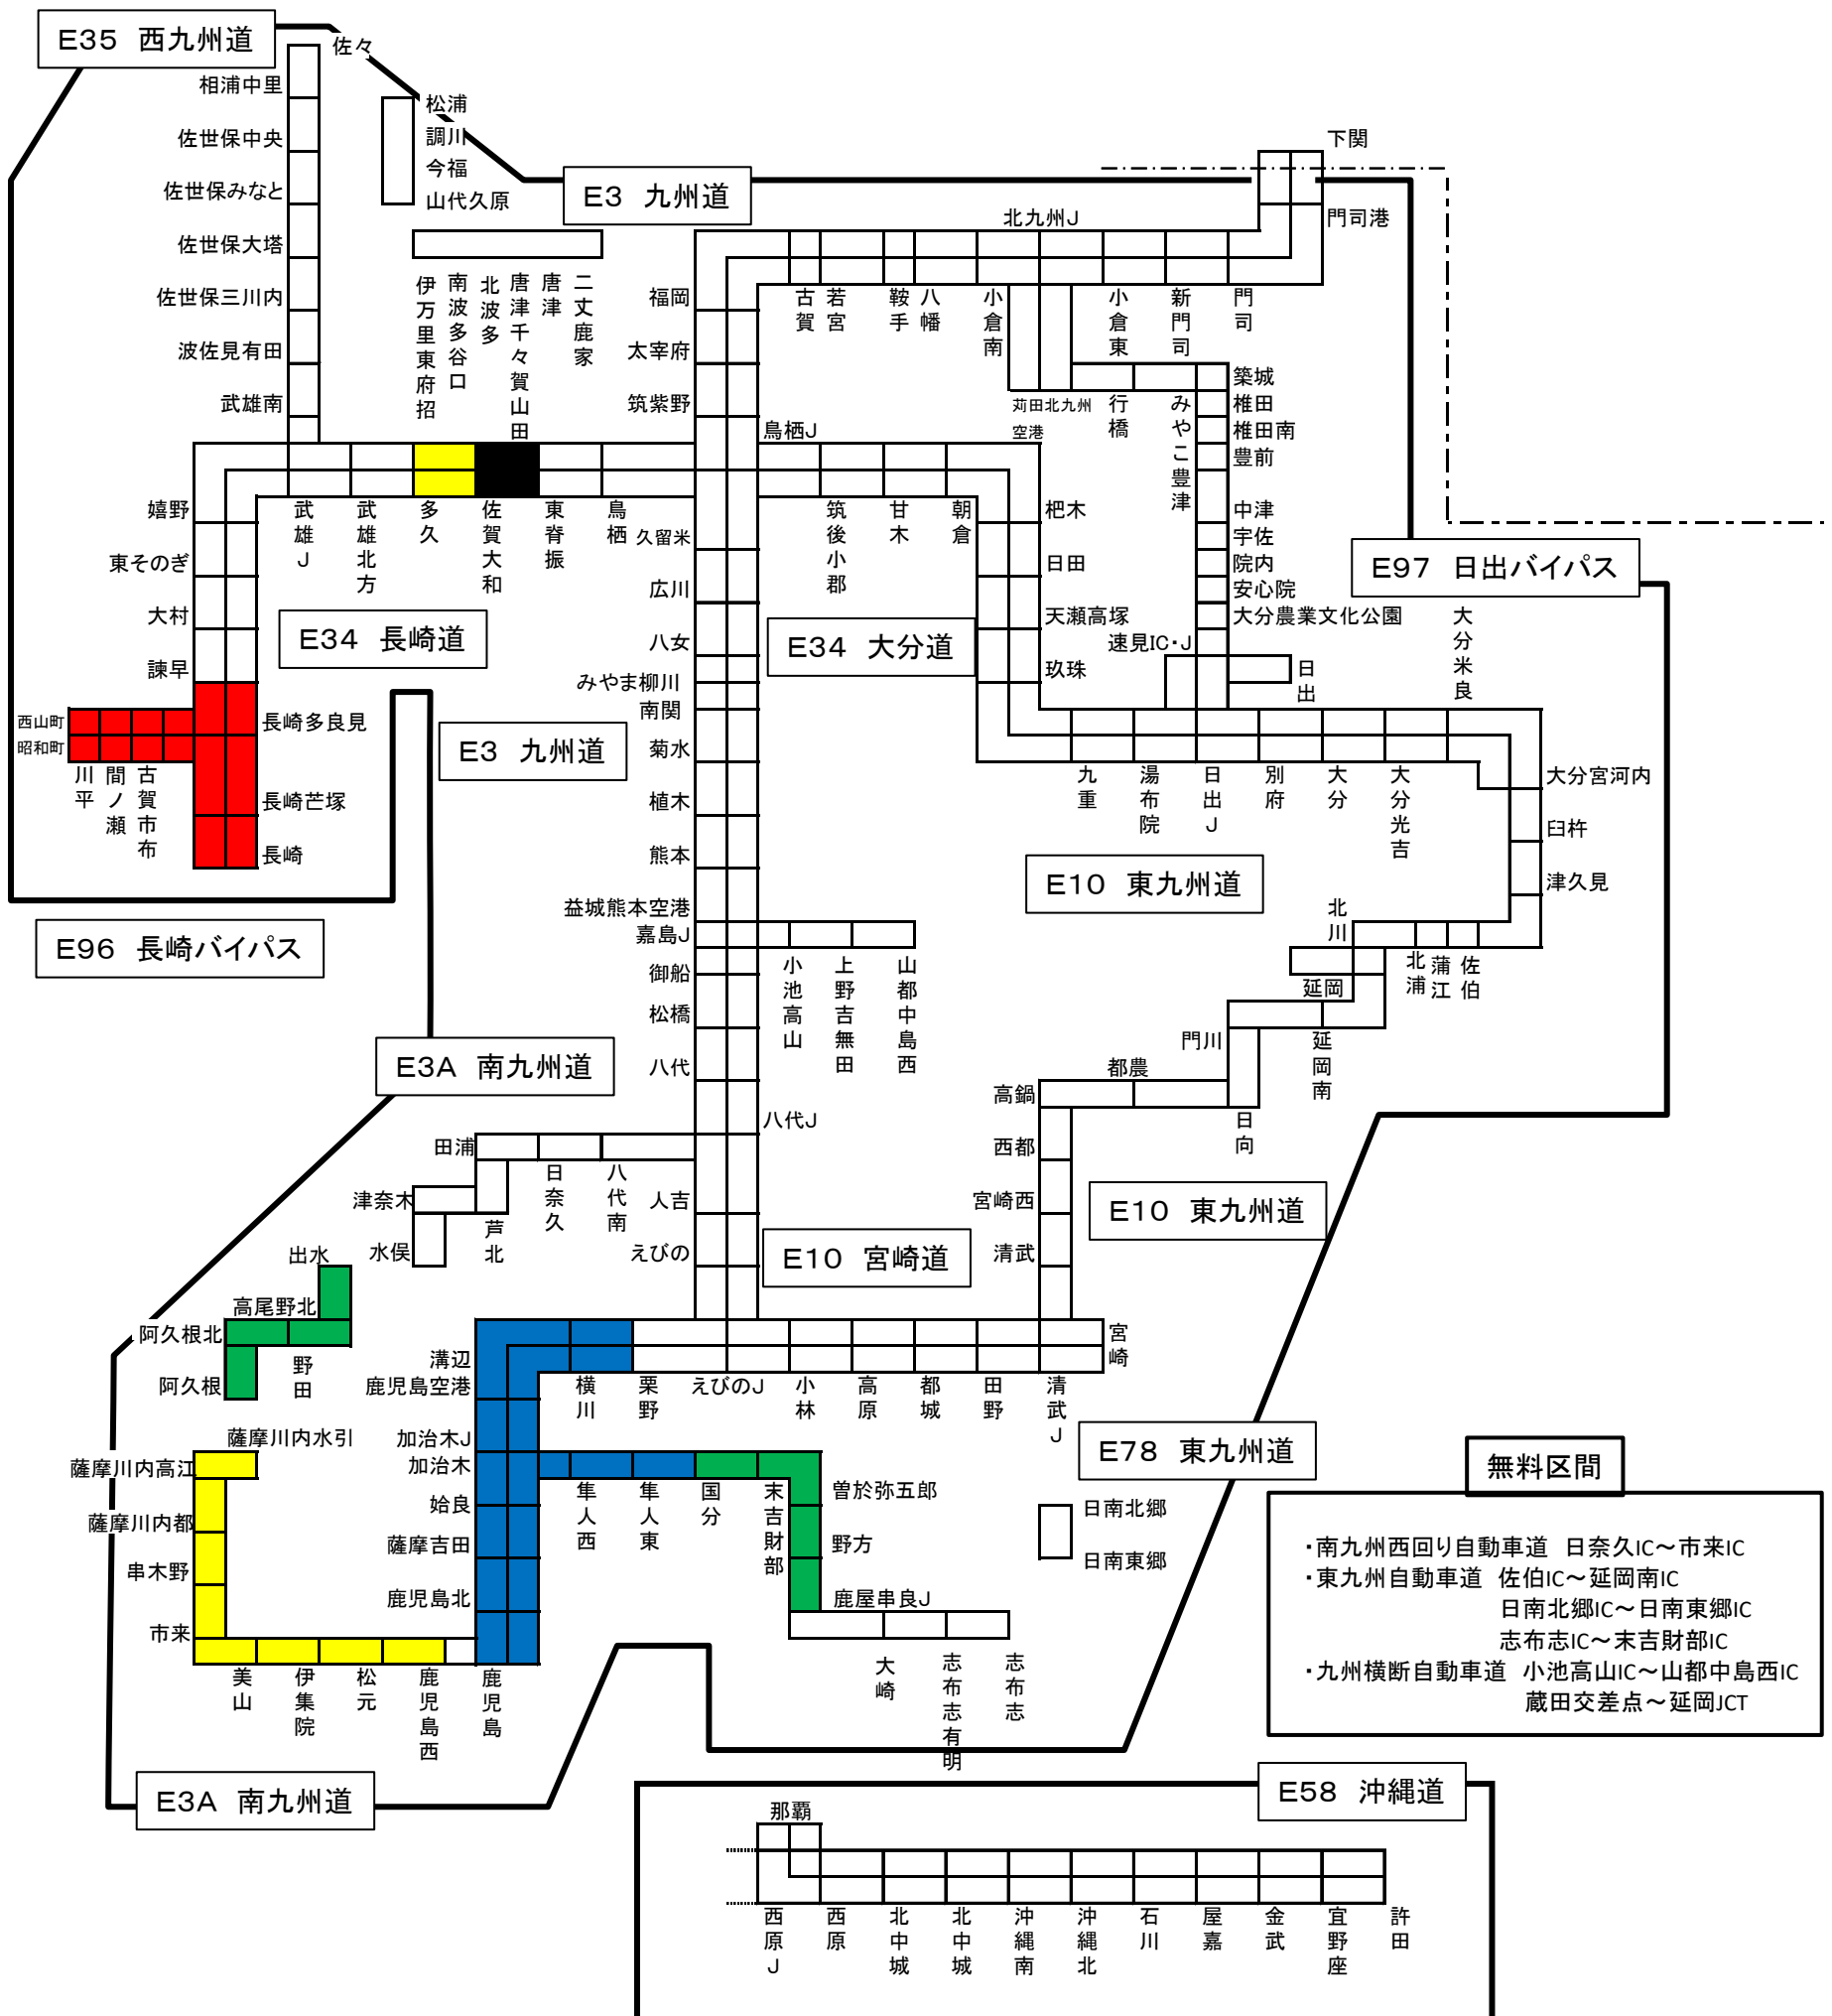 E35 西九州道
佐々
相浦中里
佐世保中央
佐世保みなと
佐世保大塔
佐世保三川内
波佐見有田
武雄南
松浦
調川
今福
山代久原
E3 九州道
下関
門司港
北九州J
伊万里東府招
南波多谷口
北波多
唐津千々賀山田
唐津
二丈鹿家
福岡
太宰府
筑紫野
古賀
若宮
鞍手
八幡
小倉南
小倉東
新門司
門司
苅田北九州
空港
行橋
みやこ豊津
築城
椎田
椎田南
豊前
中津
宇佐
院内
安心院
大分農業文化公園
速見IC・J
日出
E97 日出バイパス
大分米良
鳥栖J
嬉野
東そのぎ
大村
諫早
武雄J
武雄北方
多久
佐賀大和
東脊振
鳥栖
久留米
広川
八女
みやま柳川
南関
菊水
植木
熊本
益城熊本空港
嘉島J
御船
松橋
八代
筑後小郡
甘木
朝倉
杷木
日田
天瀬高塚
玖珠
E34 長崎道
E34 大分道
西山町
昭和町
川平
間ノ瀬
古賀市布
長崎多良見
長崎芒塚
長崎
E3 九州道
九重
湯布院
日出J
別府
大分
大分光吉
大分宮河内
臼杵
津久見
E10 東九州道
E96 長崎バイパス
小池高山
上野吉無田
山都中島西
北川
北浦
蒲江
佐伯
延岡
延岡南
門川
日向
都農
高鍋
西都
宮崎西
清武
E3A 南九州道
八代J
田浦
日奈久
八代南
津奈木
芦北
水俣
人吉
えびの
E10 宮崎道
E10 東九州道
出水
高尾野北
阿久根北
阿久根
野田
溝辺
鹿児島空港
横川
栗野
えびのJ
小林
高原
都城
田野
清武J
宮崎
加治木J
加治木
姶良
薩摩吉田
鹿児島北
隼人西
隼人東
国分
末吉財部
曽於弥五郎
野方
鹿屋串良J
大崎
志布志有明
志布志
E78 東九州道
日南北郷
日南東郷
薩摩川内水引
薩摩川内高江
薩摩川内都
串木野
市来
美山
伊集院
松元
鹿児島西
鹿児島
E3A 南九州道
無料区間
・南九州西回り自動車道 日奈久IC～市来IC
・東九州自動車道 佐伯IC～延岡南IC
日南北郷IC～日南東郷IC
志布志IC～末吉財部IC
・九州横断自動車道 小池高山IC～山都中島西IC
蔵田交差点～延岡JCT
E58 沖縄道
那覇
西原J
西原
北中城
北中城
沖縄南
沖縄北
石川
屋嘉
金武
宜野座
許田